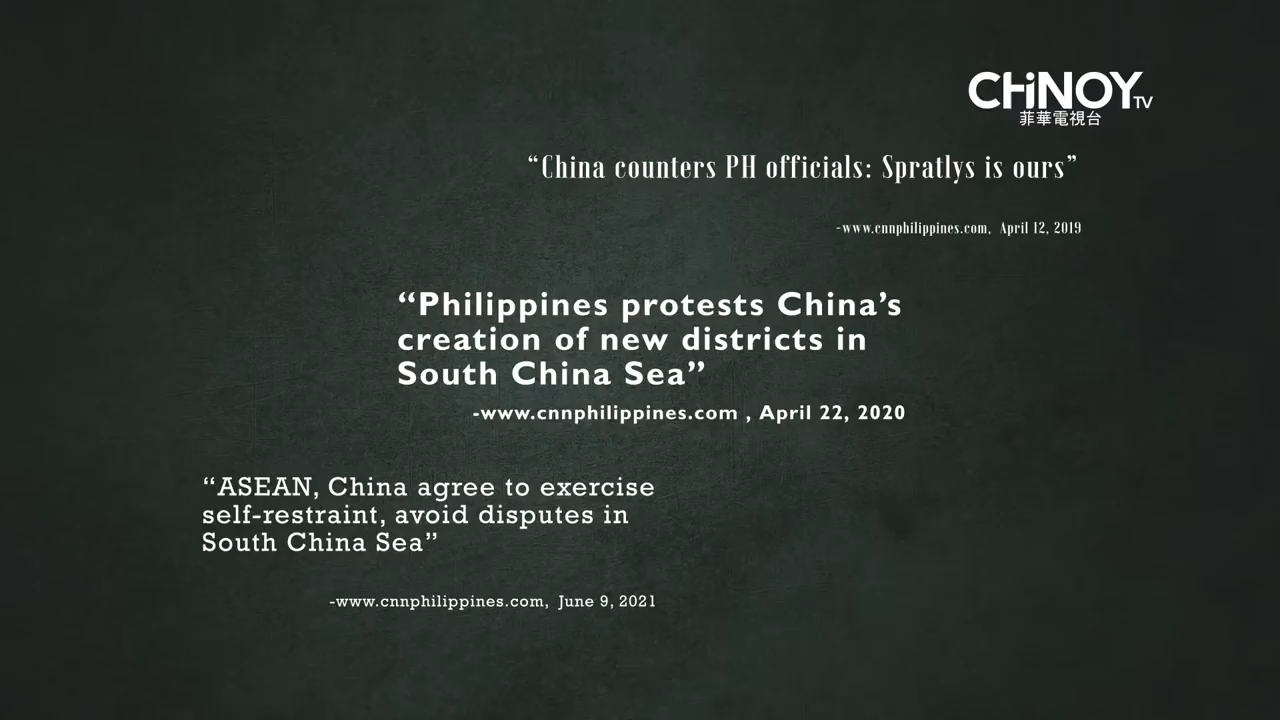 CHiNOY TV
菲華電視台
“China counters PH officials: Spratlys is ours”
-www.cnnphilippines.com, April 12, 2019
“Philippines protests China’s
creation of new districts in
South China Sea”
-www.cnnphilippines.com , April 22, 2020
“ASEAN, China agree to exercise
self-restraint, avoid disputes in
South China Sea”
-www.cnnphilippines.com, June 9, 2021